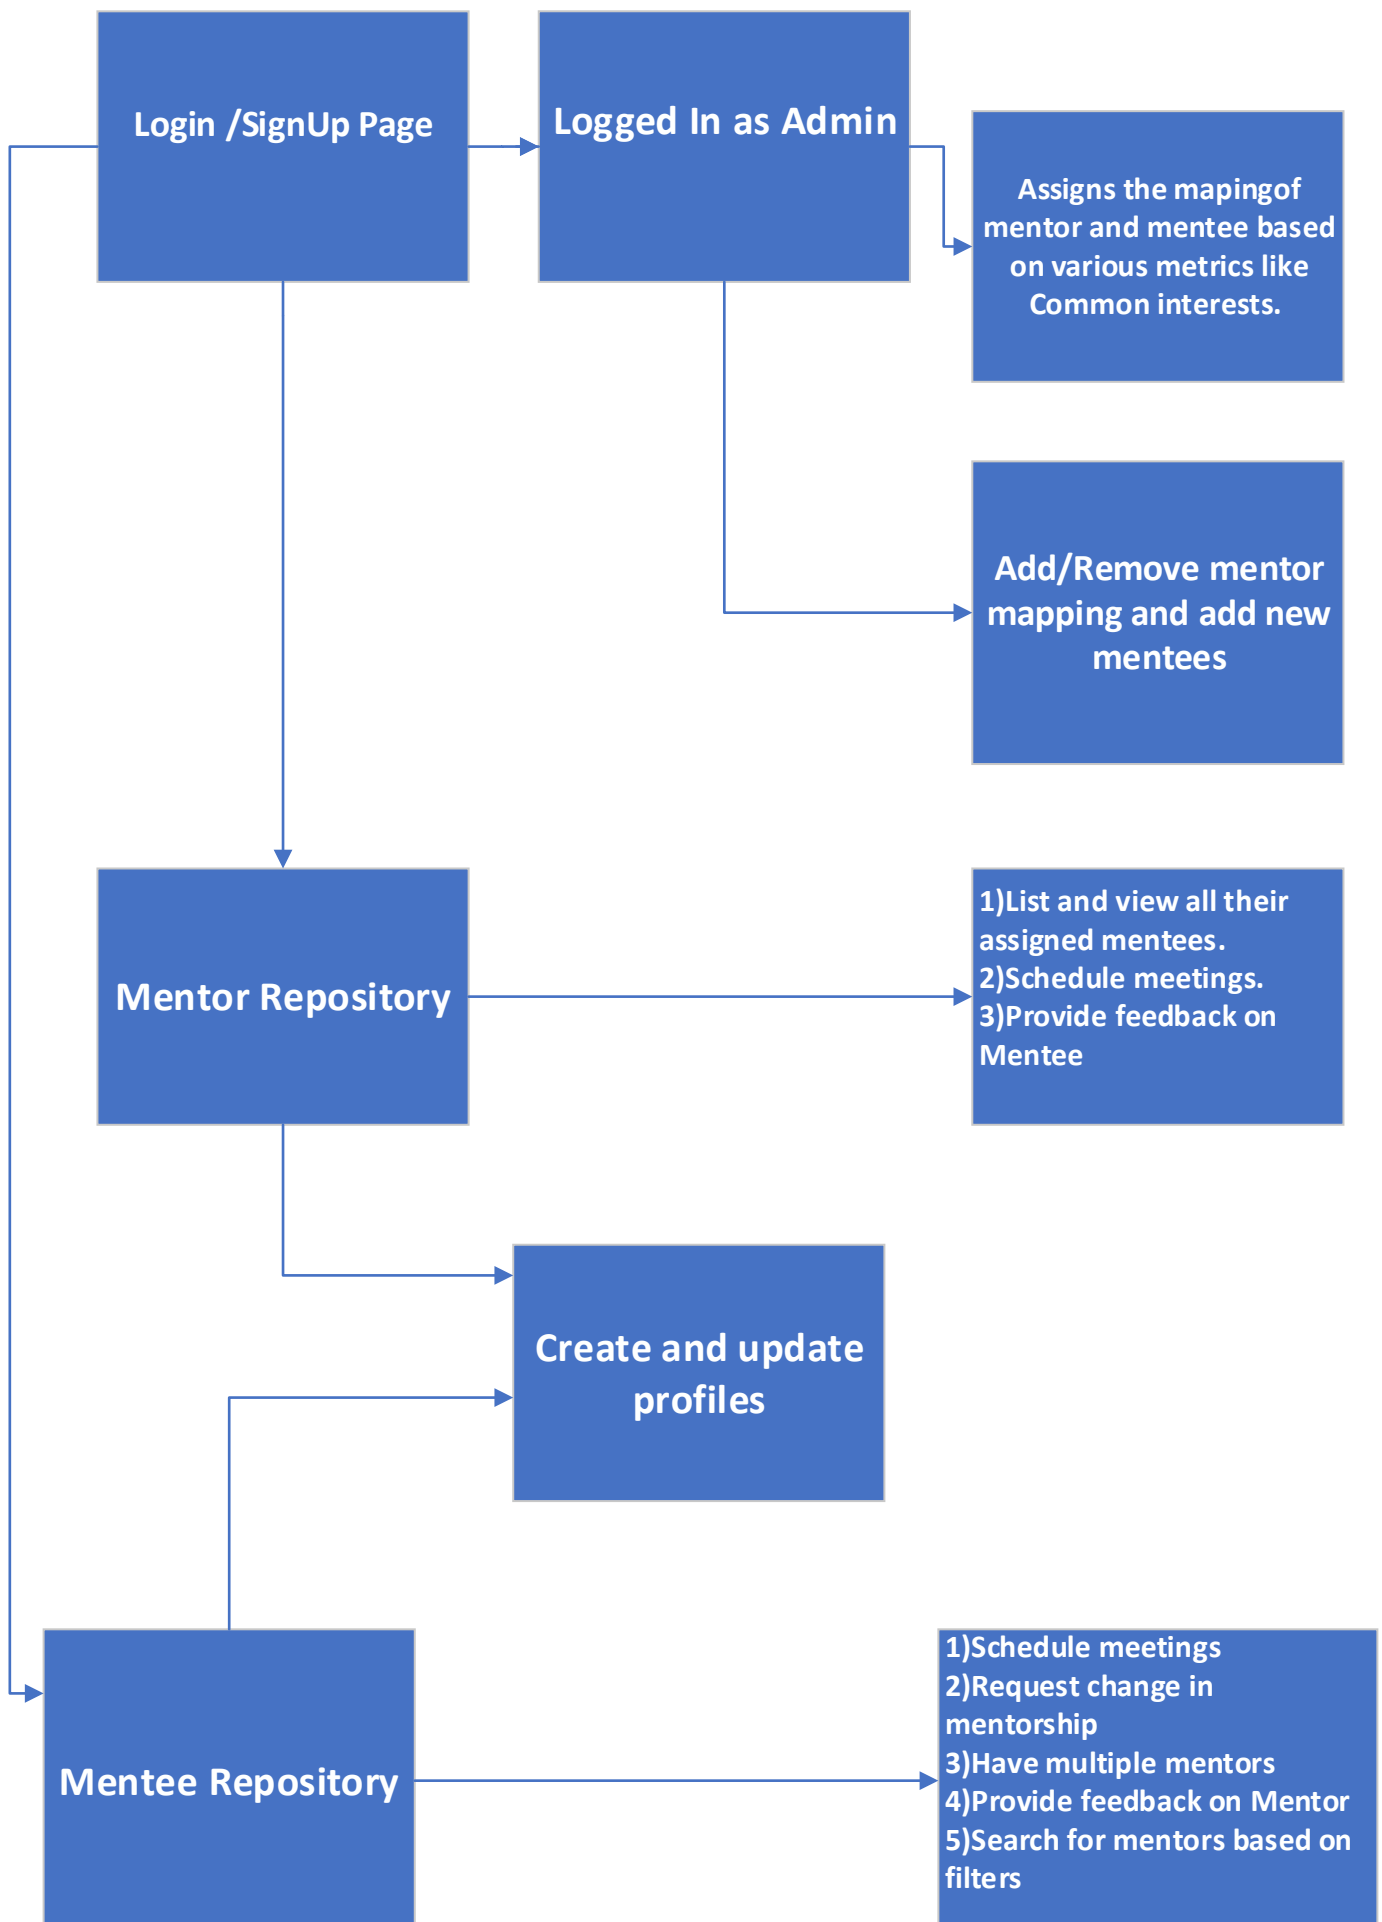 Login /SignUp Page
Logged In as Admin
Assigns the mapingof
mentor and mentee based
on various metrics like
Common interests.
Add/Remove mentor
mapping and add new
mentees
Mentor Repository
1)List and view all their
assigned mentees.
2)Schedule meetings.
3)Provide feedback on
Mentee
Create and update
profiles
Mentee Repository
1)Schedule meetings
2)Request change in
mentorship
3)Have multiple mentors
4)Provide feedback on Mentor
5)Search for mentors based on
filters